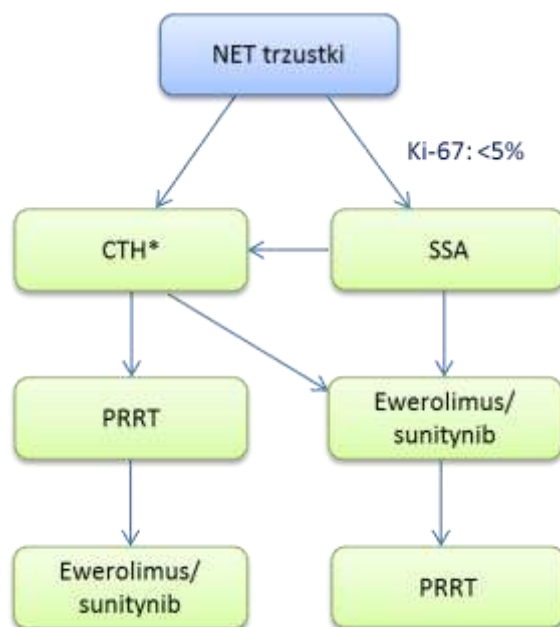 NET trzustki
Ki-67: <5%
CTH*
SSA
PRRT
Ewerolimus/
sunitynib
Ewerolimus/
sunitynib
PRRT